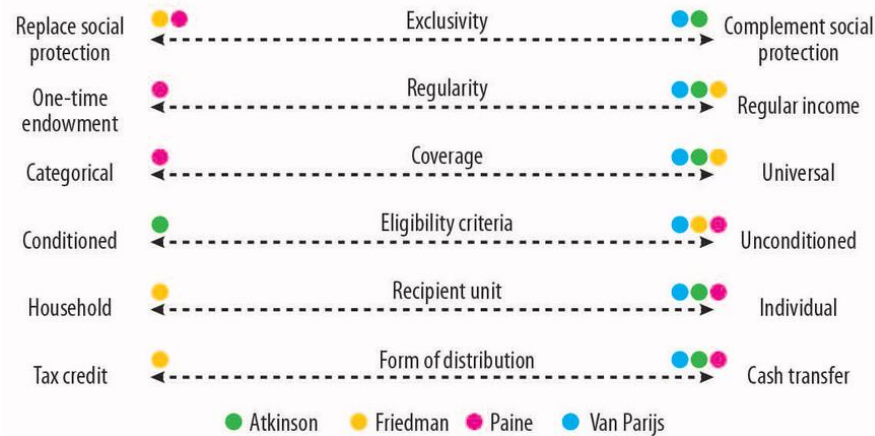 Replace social
protection
Exclusivity
Complement social
protection
One-time
endowment
Regularity
Regular income
Categorical
Coverage
Universal
Conditioned
Eligibility criteria
Unconditioned
Household
Recipient unit
Individual
Tax credit
Form of distribution
Cash transfer
Atkinson Friedman Paine Van Parijs